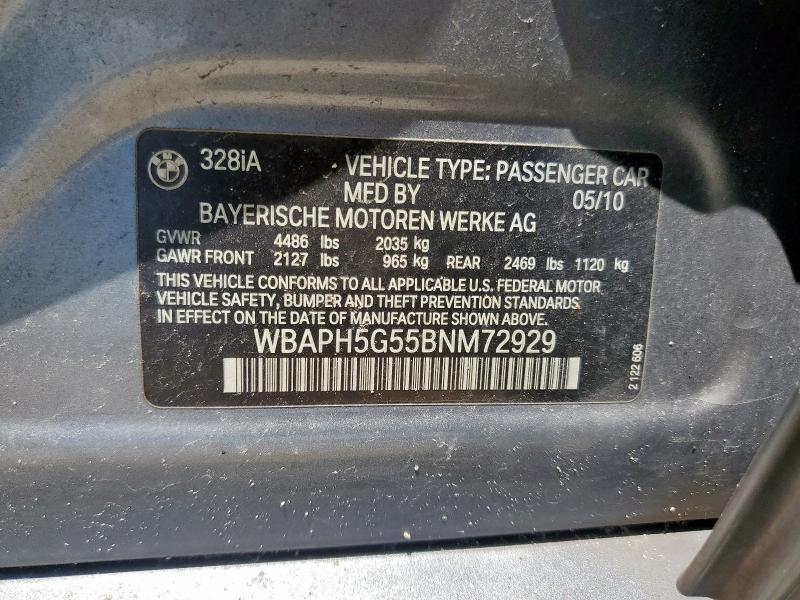 328iA VEHICLE TYPE: PASSENGER CAR
MFD BY 05/10
BAYERISCHE MOTOREN WERKE AG
GVWR 4486 lbs 2035 kg
GAWR FRONT 2127 lbs 965 kg REAR 2469 lbs 1120 kg
THIS VEHICLE CONFORMS TO ALL APPLICABLE U.S. FEDERAL MOTOR
VEHICLE SAFETY, BUMPER AND THEFT PREVENTION STANDARDS
IN EFFECT ON THE DATE OF MANUFACTURE.
WBAPH5G55BNM72929
2 122 606